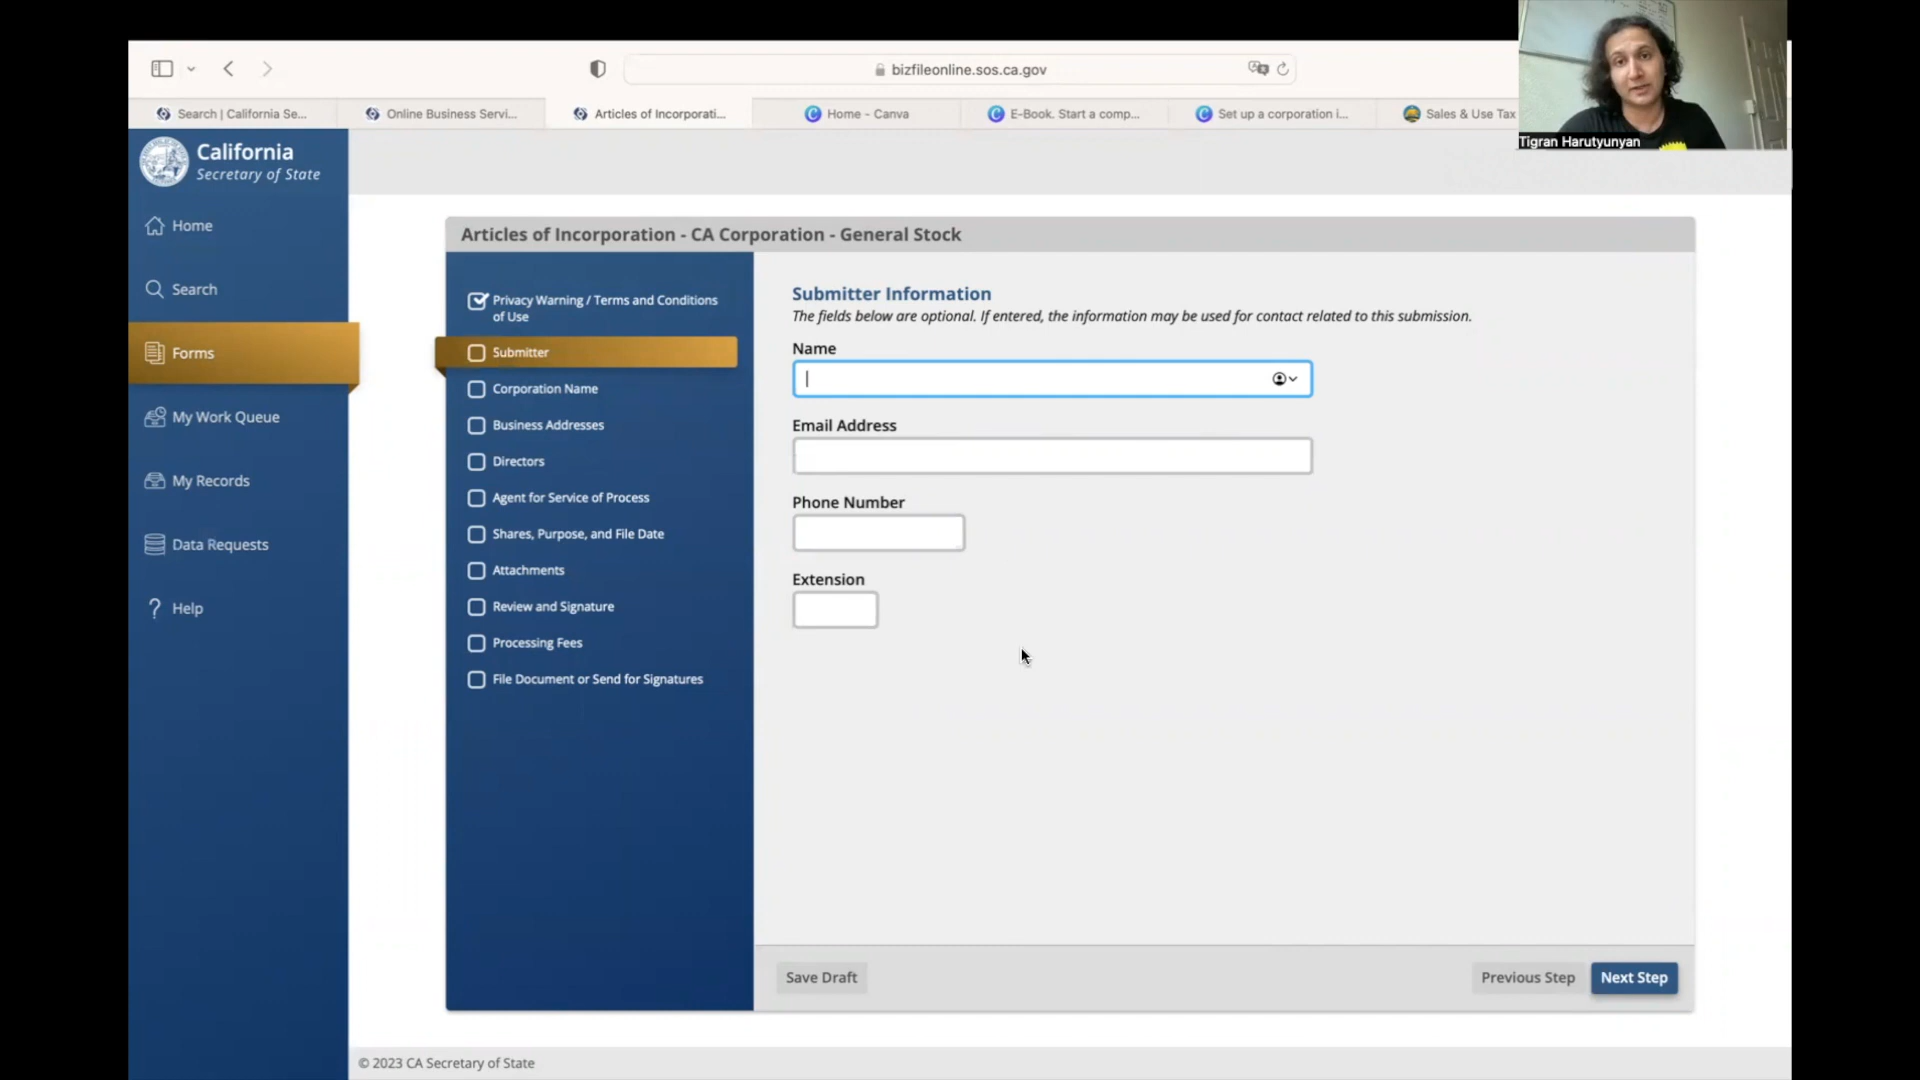 bizfileonline.sos.ca.gov
Search | California Se...
Online Business Servi...
Articles of Incorporati...
Home – Canva
E-Book. Start a comp...
Set up a corporation i...
Sales & Use Tax
Tigran Harutyunyan
California
Secretary of State
Home
Search
Forms
My Work Queue
My Records
Data Requests
Help
Articles of Incorporation - CA Corporation - General Stock
Privacy Warning / Terms and Conditions
of Use
Submitter
Corporation Name
Business Addresses
Directors
Agent for Service of Process
Shares, Purpose, and File Date
Attachments
Review and Signature
Processing Fees
File Document or Send for Signatures
Submitter Information
The fields below are optional. If entered, the information may be used for contact related to this submission.
Name
Email Address
Phone Number
Extension
Save Draft
Previous Step
Next Step
© 2023 CA Secretary of State